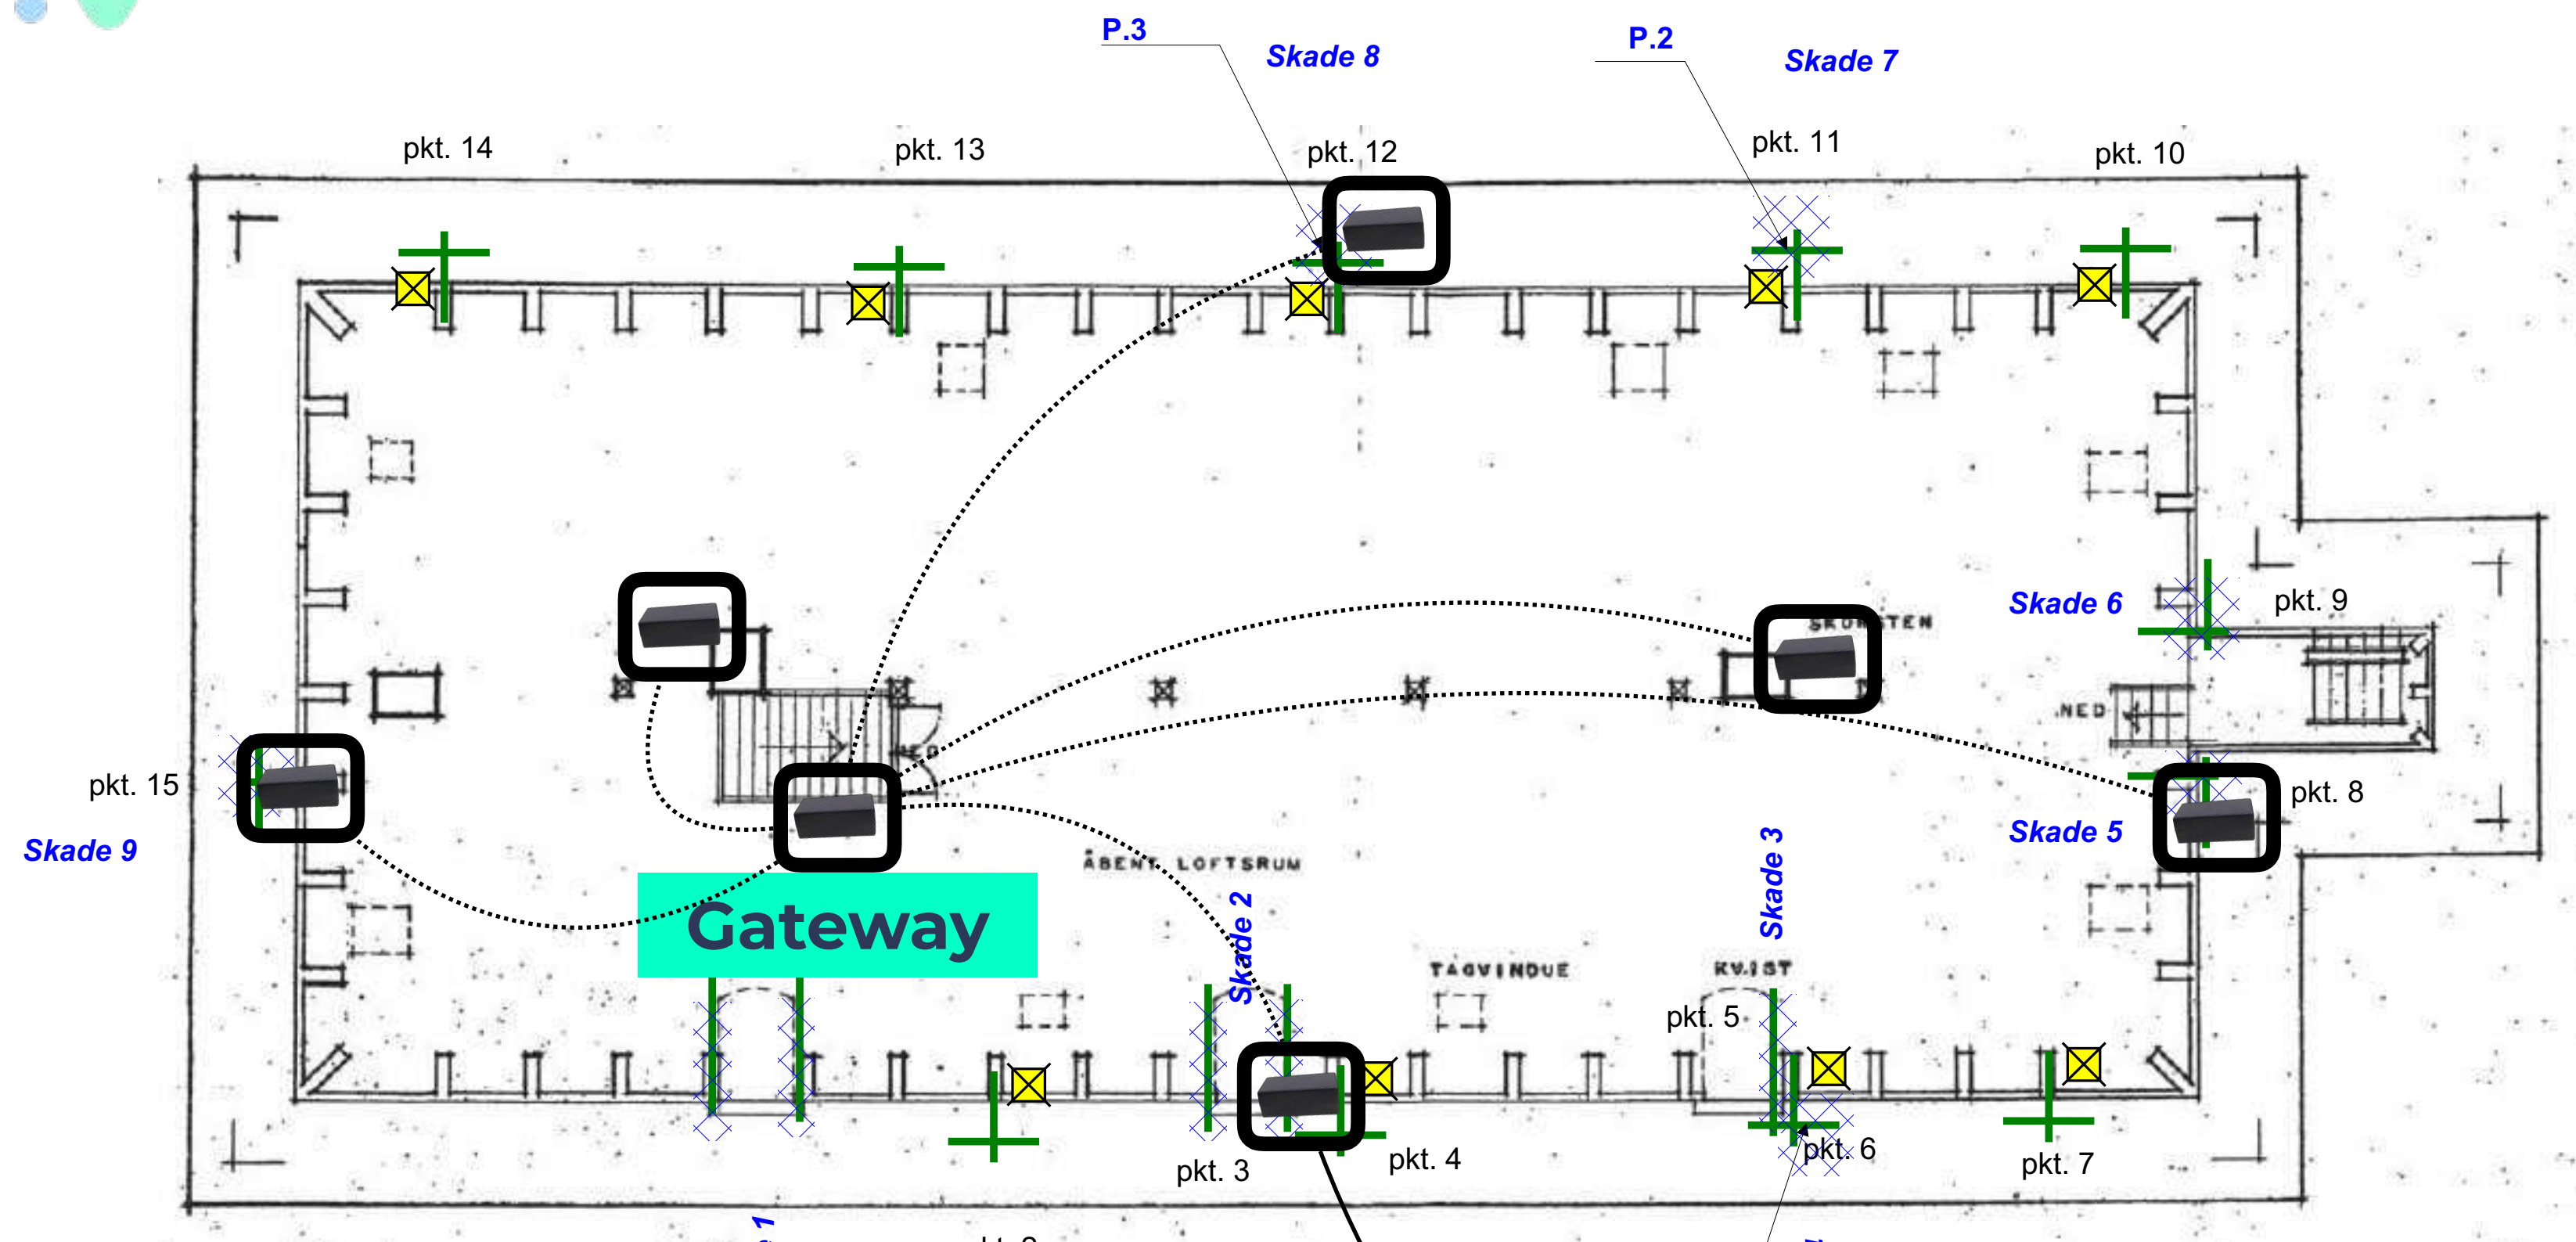 P.3
Skade 8
P.2
Skade 7
pkt. 14
pkt. 13
pkt. 12
pkt. 11
pkt. 10
Skade 6
pkt. 9
NED
NED
pkt. 15
Skade 9
pkt. 8
Skade 5
Skade 3
ÅBENT LOFTSRUM
Gateway
Skade 2
TAGVINDUE
KVIST
pkt. 5
pkt. 3
pkt. 4
pkt. 6
pkt. 7